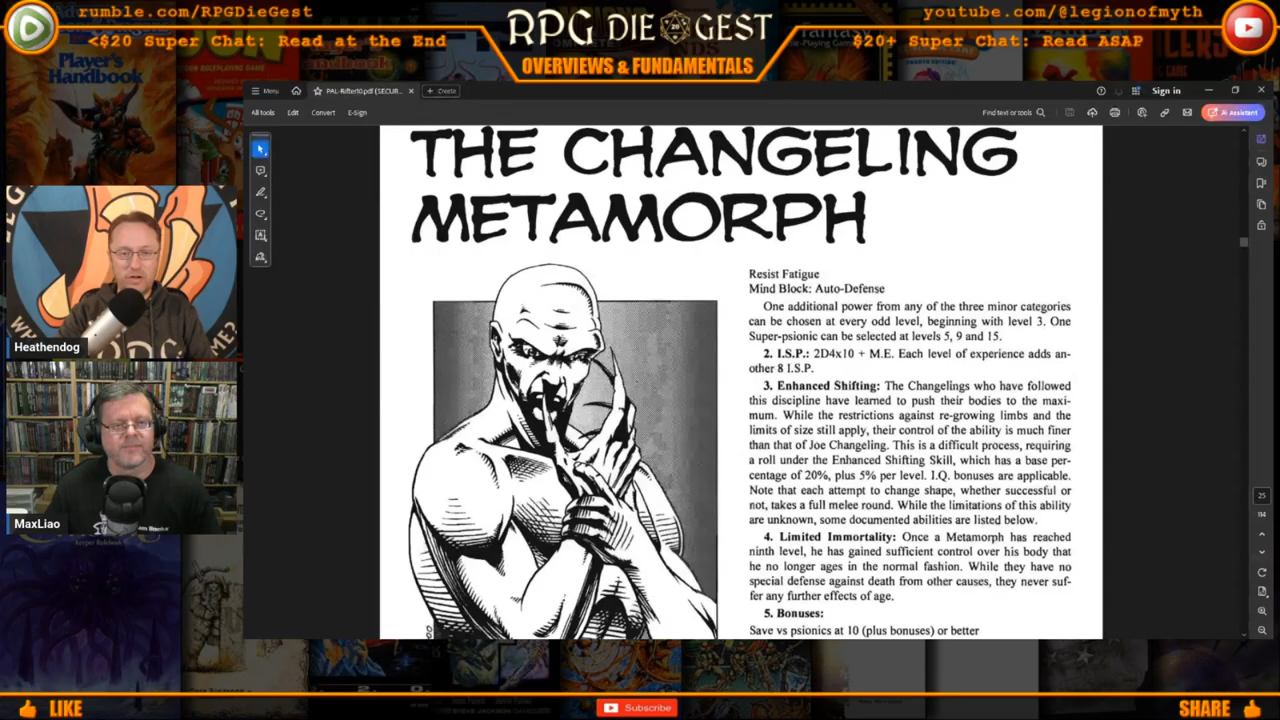 rumble.com/RPGDieGest
<$20 Super Chat: Read at the End
RPG DIE GEST
OVERVIEWS & FUNDAMENTALS
youtube.com/@legionofmyth
$20+ Super Chat: Read ASAP
Player's
Handbook
Menu
PAL-Rifter10.pdf (SECUR...
Create
Sign in
All tools
Edit
Convert
E-Sign
Find text or tools
AI Assistant
THE CHANGELING
METAMORPH
Resist Fatigue
Mind Block: Auto-Defense
One additional power from any of the three minor categories
can be chosen at every odd level, beginning with level 3. One
Super-psionic can be selected at levels 5, 9 and 15.
2. I.S.P.: 2D4x10 + M.E. Each level of experience adds an-
other 8 I.S.P.
3. Enhanced Shifting: The Changelings who have followed
this discipline have learned to push their bodies to the maxi-
mum. While the restrictions against re-growing limbs and the
limits of size still apply, their control of the ability is much finer
than that of Joe Changeling. This is a difficult process, requiring
a roll under the Enhanced Shifting Skill, which has a base per-
centage of 20%, plus 5% per level. I.Q. bonuses are applicable.
Note that each attempt to change shape, whether successful or
not, takes a full melee round. While the limitations of this ability
are unknown, some documented abilities are listed below.
4. Limited Immortality: Once a Metamorph has reached
ninth level, he has gained sufficient control over his body that
he no longer ages in the normal fashion. While they have no
special defense against death from other causes, they never suf-
fer any further effects of age.
5. Bonuses:
Save vs psionics at 10 (plus bonuses) or better
25
114
Heathendog
MaxLiao
LIKE
Subscribe
SHARE